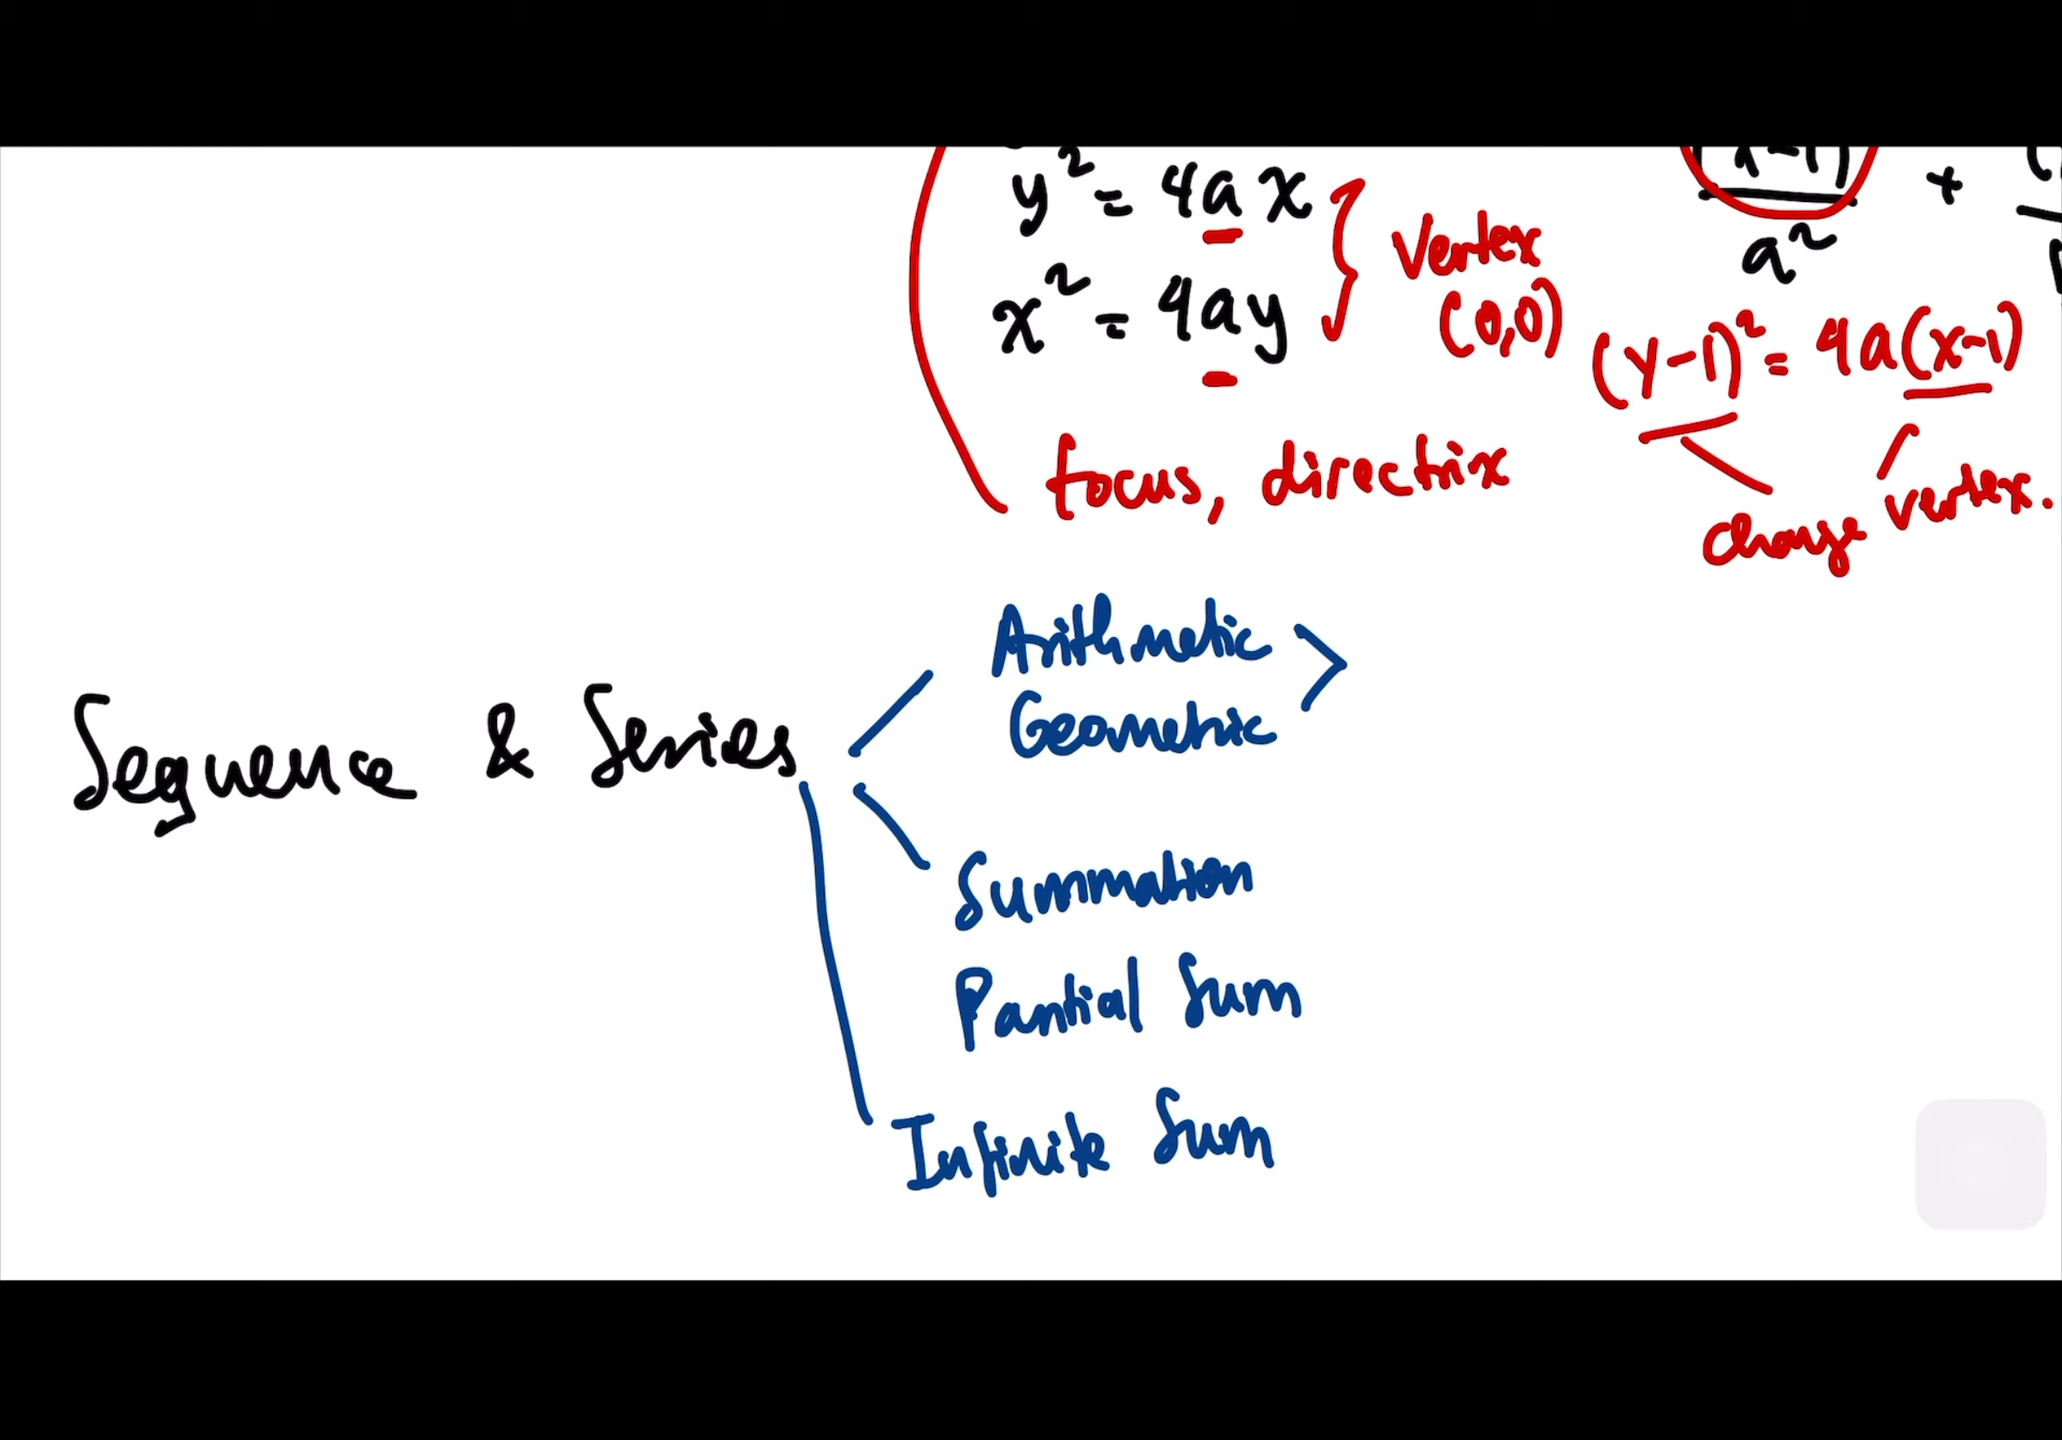 y² = 4ax
x² = 4ay
Vertex
(0,0)
focus, directrix
(x-1)
a²
+
(y-1)² = 4a(x-1)
change vertex.
Sequence & Series
Arithmetic
Geometric
Summation
Partial Sum
Infinite Sum